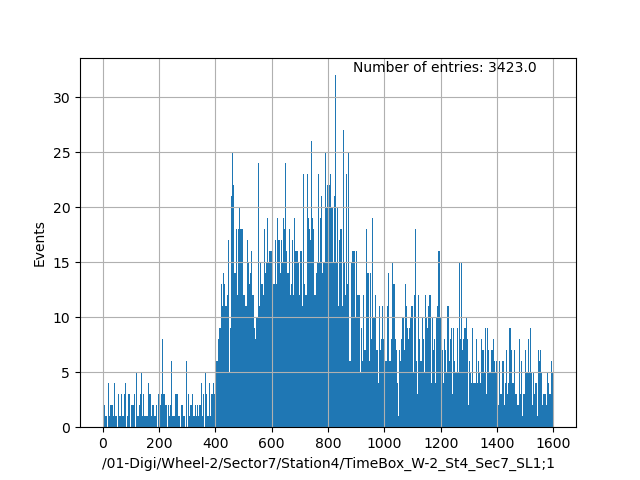 Number of entries: 3423.0
30
25
20
15
10
5
0
Events
0 200 400 600 800 1000 1200 1400 1600
/01-Digi/Wheel-2/Sector7/Station4/TimeBox_W-2_St4_Sec7_SL1;1